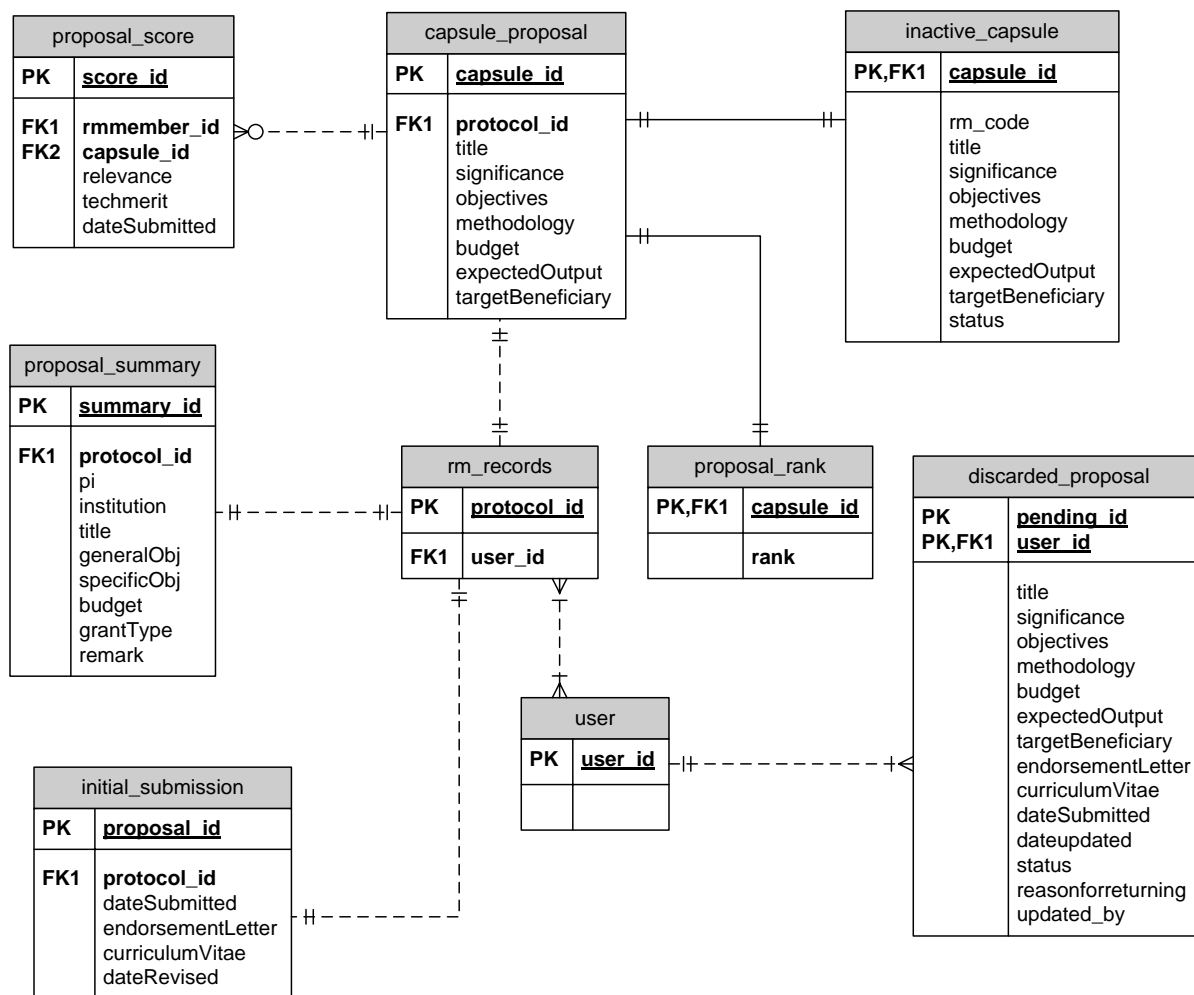 proposal_score
PK score_id
FK1 rmmember_id
FK2 capsule_id
relevance
techmerit
dateSubmitted
capsule_proposal
PK capsule_id
FK1 protocol_id
title
significance
objectives
methodology
budget
expectedOutput
targetBeneficiary
inactive_capsule
PK,FK1 capsule_id
rm_code
title
significance
objectives
methodology
budget
expectedOutput
targetBeneficiary
status
proposal_summary
PK summary_id
FK1 protocol_id
pi
institution
title
generalObj
specificObj
budget
grantType
remark
rm_records
PK protocol_id
FK1 user_id
proposal_rank
PK,FK1 capsule_id
rank
discarded_proposal
PK pending_id
PK,FK1 user_id
title
significance
objectives
methodology
budget
expectedOutput
targetBeneficiary
endorsementLetter
curriculumVitae
dateSubmitted
dateupdated
status
reasonforreturning
updated_by
user
PK user_id
initial_submission
PK proposal_id
FK1 protocol_id
dateSubmitted
endorsementLetter
curriculumVitae
dateRevised